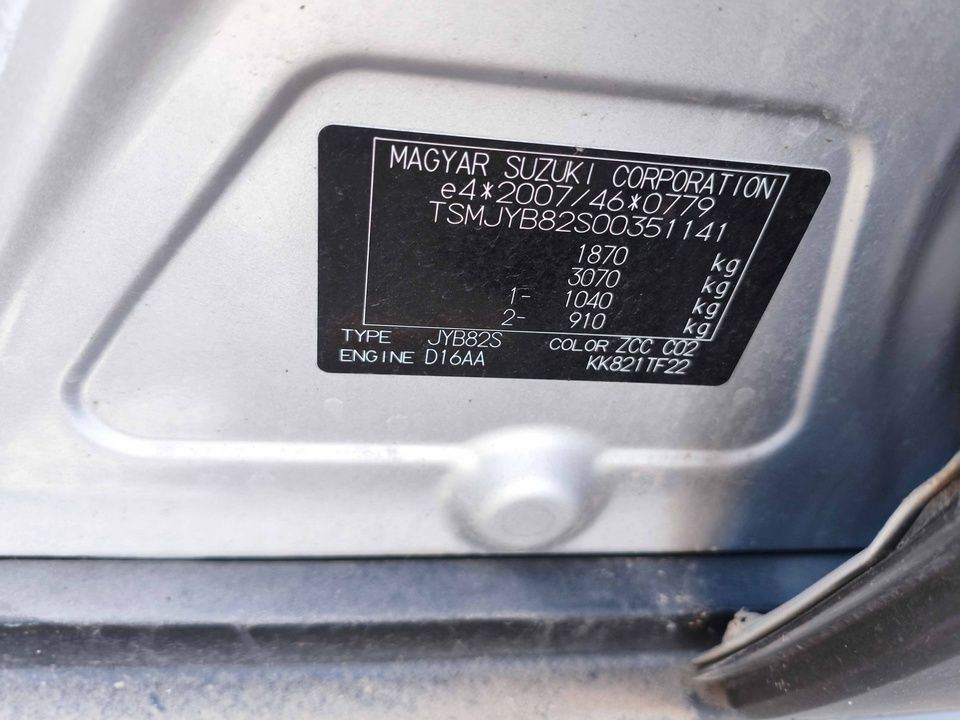 MAGYAR SUZUKI CORPORATION
e4*2007/46*0779
TSMJYB82S00351141
1870 kg
3070 kg
1- 1040 kg
2- 910 kg
TYPE JYB82S COLOR ZCC C02
ENGINE D16AA KK821TF22